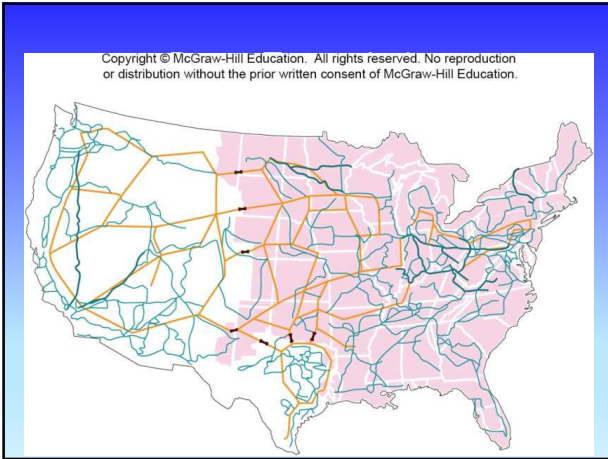 Copyright © McGraw-Hill Education.  All rights reserved. No reproduction
or distribution without the prior written consent of McGraw-Hill Education.